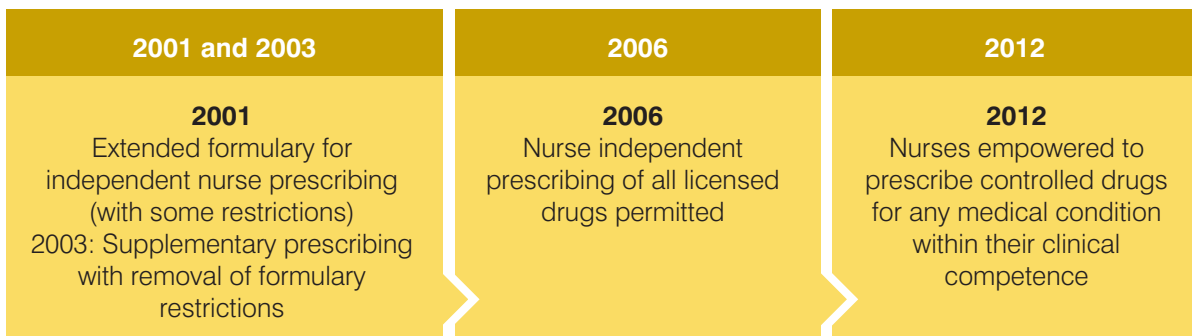 2001 and 2003
2001
Extended formulary for
independent nurse prescribing
(with some restrictions)
2003: Supplementary prescribing
with removal of formulary
restrictions
2006
2006
Nurse independent
prescribing of all licensed
drugs permitted
2012
2012
Nurses empowered to
prescribe controlled drugs
for any medical condition
within their clinical
competence